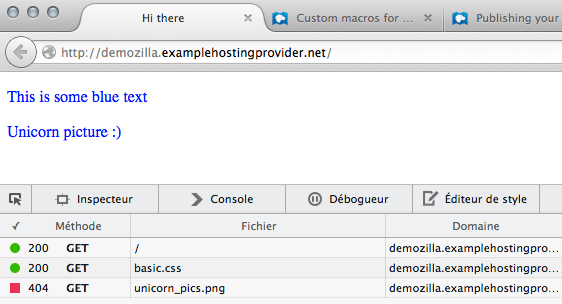 Hi there
Custom macros for ...
Publishing your
http://demozilla.examplehostingprovider.net/
This is some blue text
Unicorn picture :)
Inspecteur Console Débogueur Éditeur de style
✓ Méthode Fichier Domaine
200 GET / demozilla.examplehostingpro...
200 GET basic.css demozilla.examplehostingpro...
404 GET unicorn_pics.png demozilla.examplehostingpro...